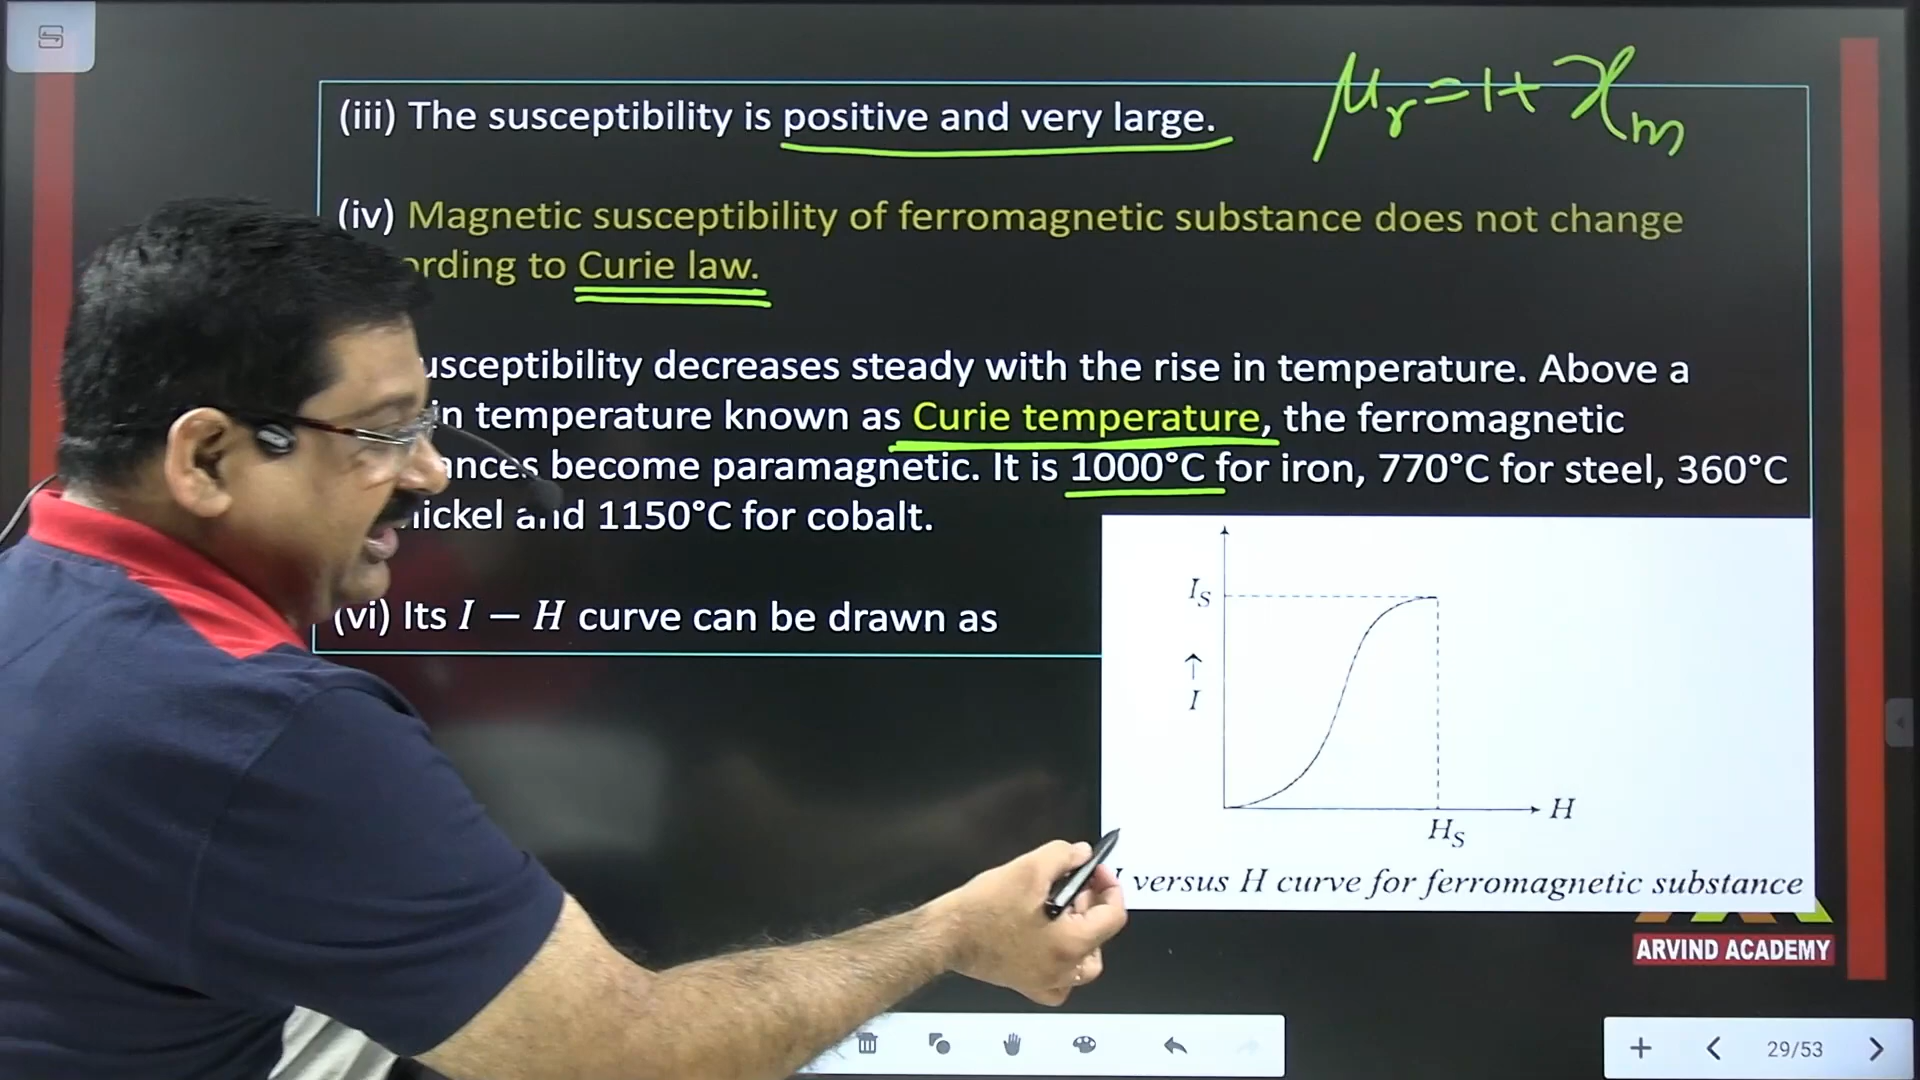 (iii) The susceptibility is positive and very large.
μr = 1 + χm
(iv) Magnetic susceptibility of ferromagnetic substance does not change
ording to Curie law.
usceptibility decreases steady with the rise in temperature. Above a
in temperature known as Curie temperature, the ferromagnetic
ances become paramagnetic. It is 1000°C for iron, 770°C for steel, 360°C
nickel and 1150°C for cobalt.
(vi) Its I – H curve can be drawn as
IS
↑
I
H
HS
versus H curve for ferromagnetic substance
ARVIND ACADEMY
29/53